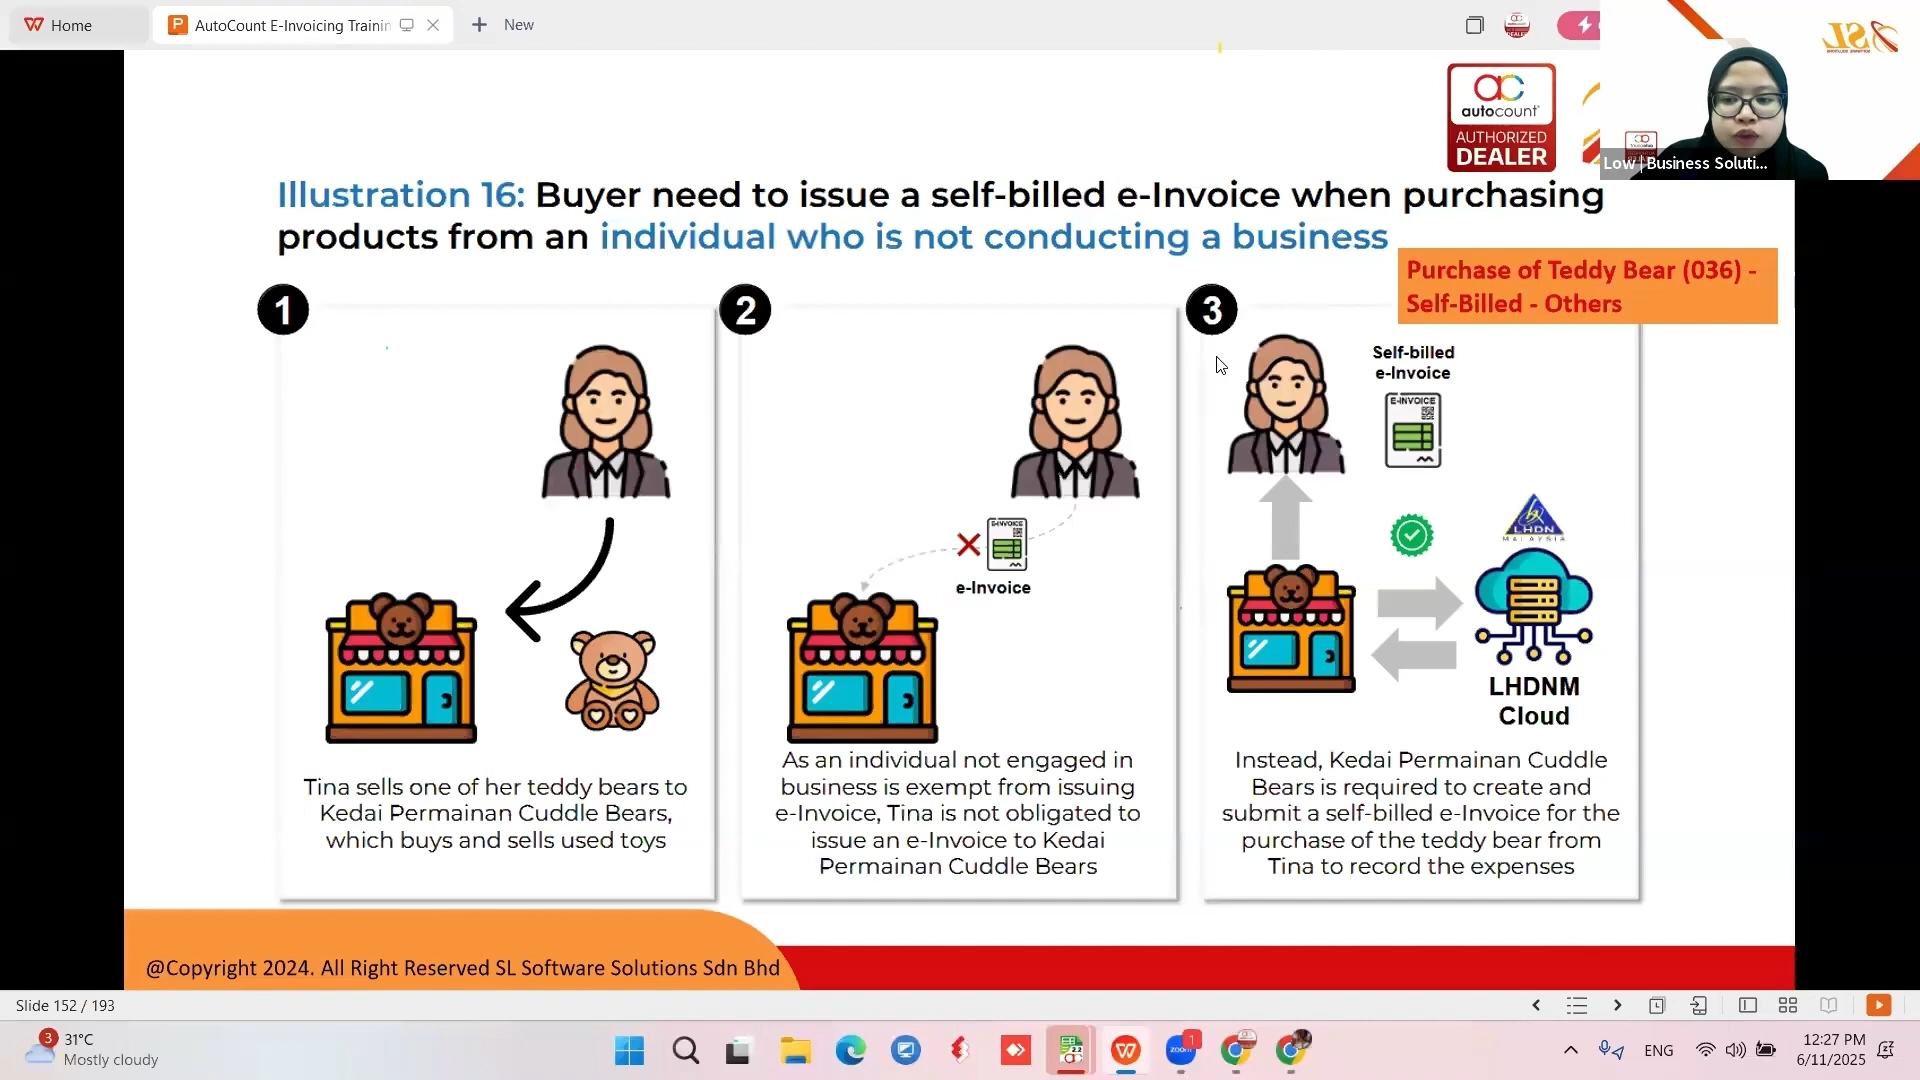 Home
AutoCount E-Invoicing Trainin
New
autocount
AUTHORIZED
DEALER
Low | Business Soluti...
Illustration 16: Buyer need to issue a self-billed e-Invoice when purchasing
products from an individual who is not conducting a business
Purchase of Teddy Bear (036) -
Self-Billed - Others
1
2
3
Self-billed
e-Invoice
E-INVOICE
E-INVOICE
e-Invoice
LHDN
MALAYSIA
LHDNM
Cloud
Tina sells one of her teddy bears to
Kedai Permainan Cuddle Bears,
which buys and sells used toys
As an individual not engaged in
business is exempt from issuing
e-Invoice, Tina is not obligated to
issue an e-Invoice to Kedai
Permainan Cuddle Bears
Instead, Kedai Permainan Cuddle
Bears is required to create and
submit a self-billed e-Invoice for the
purchase of the teddy bear from
Tina to record the expenses
@Copyright 2024. All Right Reserved SL Software Solutions Sdn Bhd
Slide 152 / 193
3
31°C
Mostly cloudy
2.2
zoom
1
ENG
12:27 PM
6/11/2025